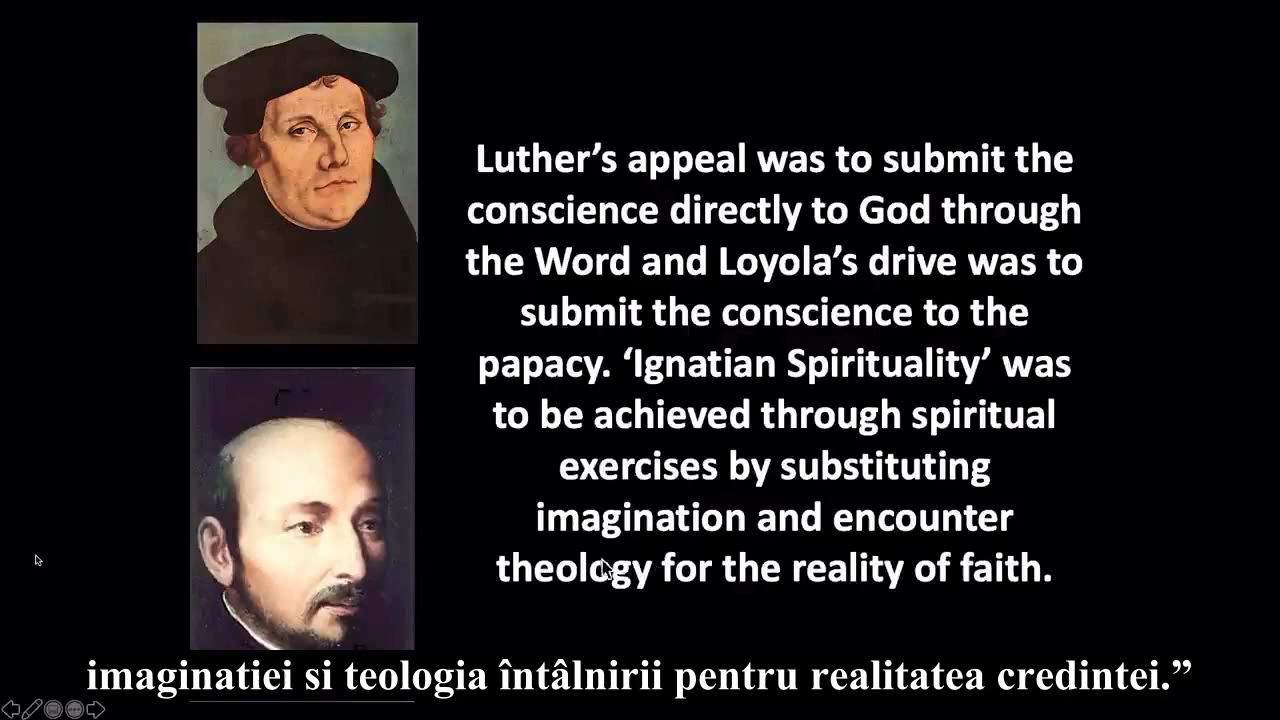 Luther’s appeal was to submit the
conscience directly to God through
the Word and Loyola’s drive was to
submit the conscience to the
papacy. ‘Ignatian Spirituality’ was
to be achieved through spiritual
exercises by substituting
imagination and encounter
theology for the reality of faith.
imaginatiei si teologia întâlnirii pentru realitatea credintei.”